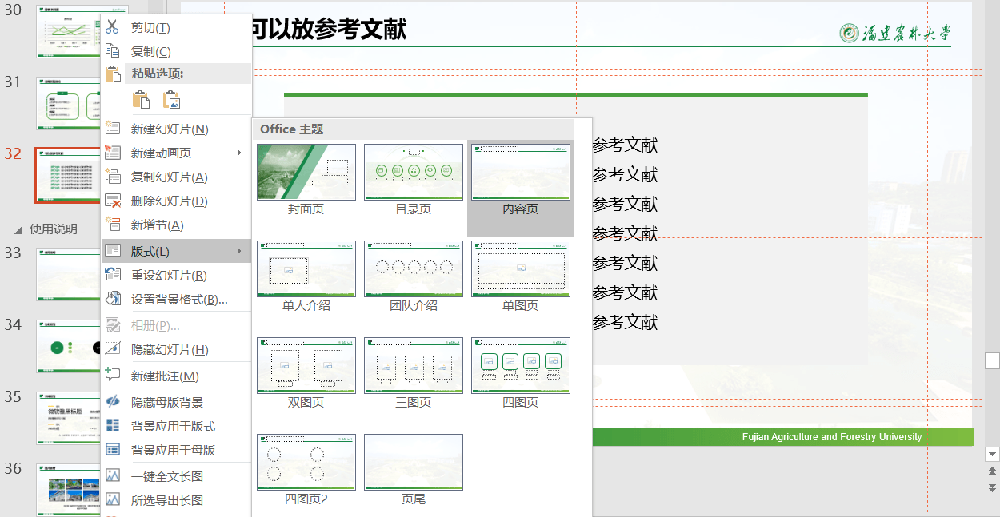 30
31
32
使用说明
33
34
35
微软雅黑标题
36
剪切(T)
复制(C)
粘贴选项:
新建幻灯片(N)
新建动画页
复制幻灯片(A)
删除幻灯片(D)
新增节(A)
版式(L)
重设幻灯片(R)
设置背景格式(B)...
相册(P)...
隐藏幻灯片(H)
新建批注(M)
隐藏母版背景
背景应用于版式
背景应用于母版
一键全文长图
所选导出长图
Office 主题
封面页
目录页
内容页
单人介绍
团队介绍
单图页
双图页
三图页
四图页
四图页2
页尾
可以放参考文献
福建农林大学
参考文献
参考文献
参考文献
参考文献
参考文献
参考文献
参考文献
Fujian Agriculture and Forestry University